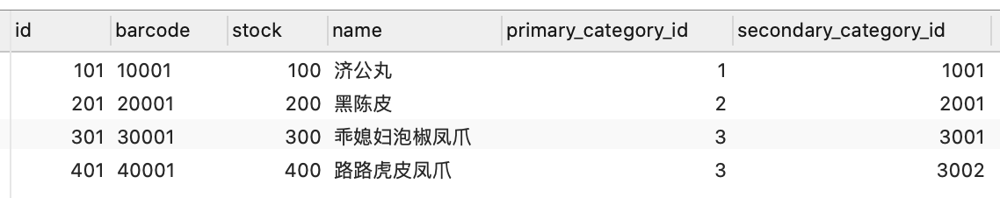 id barcode stock name primary_category_id secondary_category_id
101 10001 100 济公丸 1 1001
201 20001 200 黑陈皮 2 2001
301 30001 300 乖媳妇泡椒凤爪 3 3001
401 40001 400 路路虎皮凤爪 3 3002